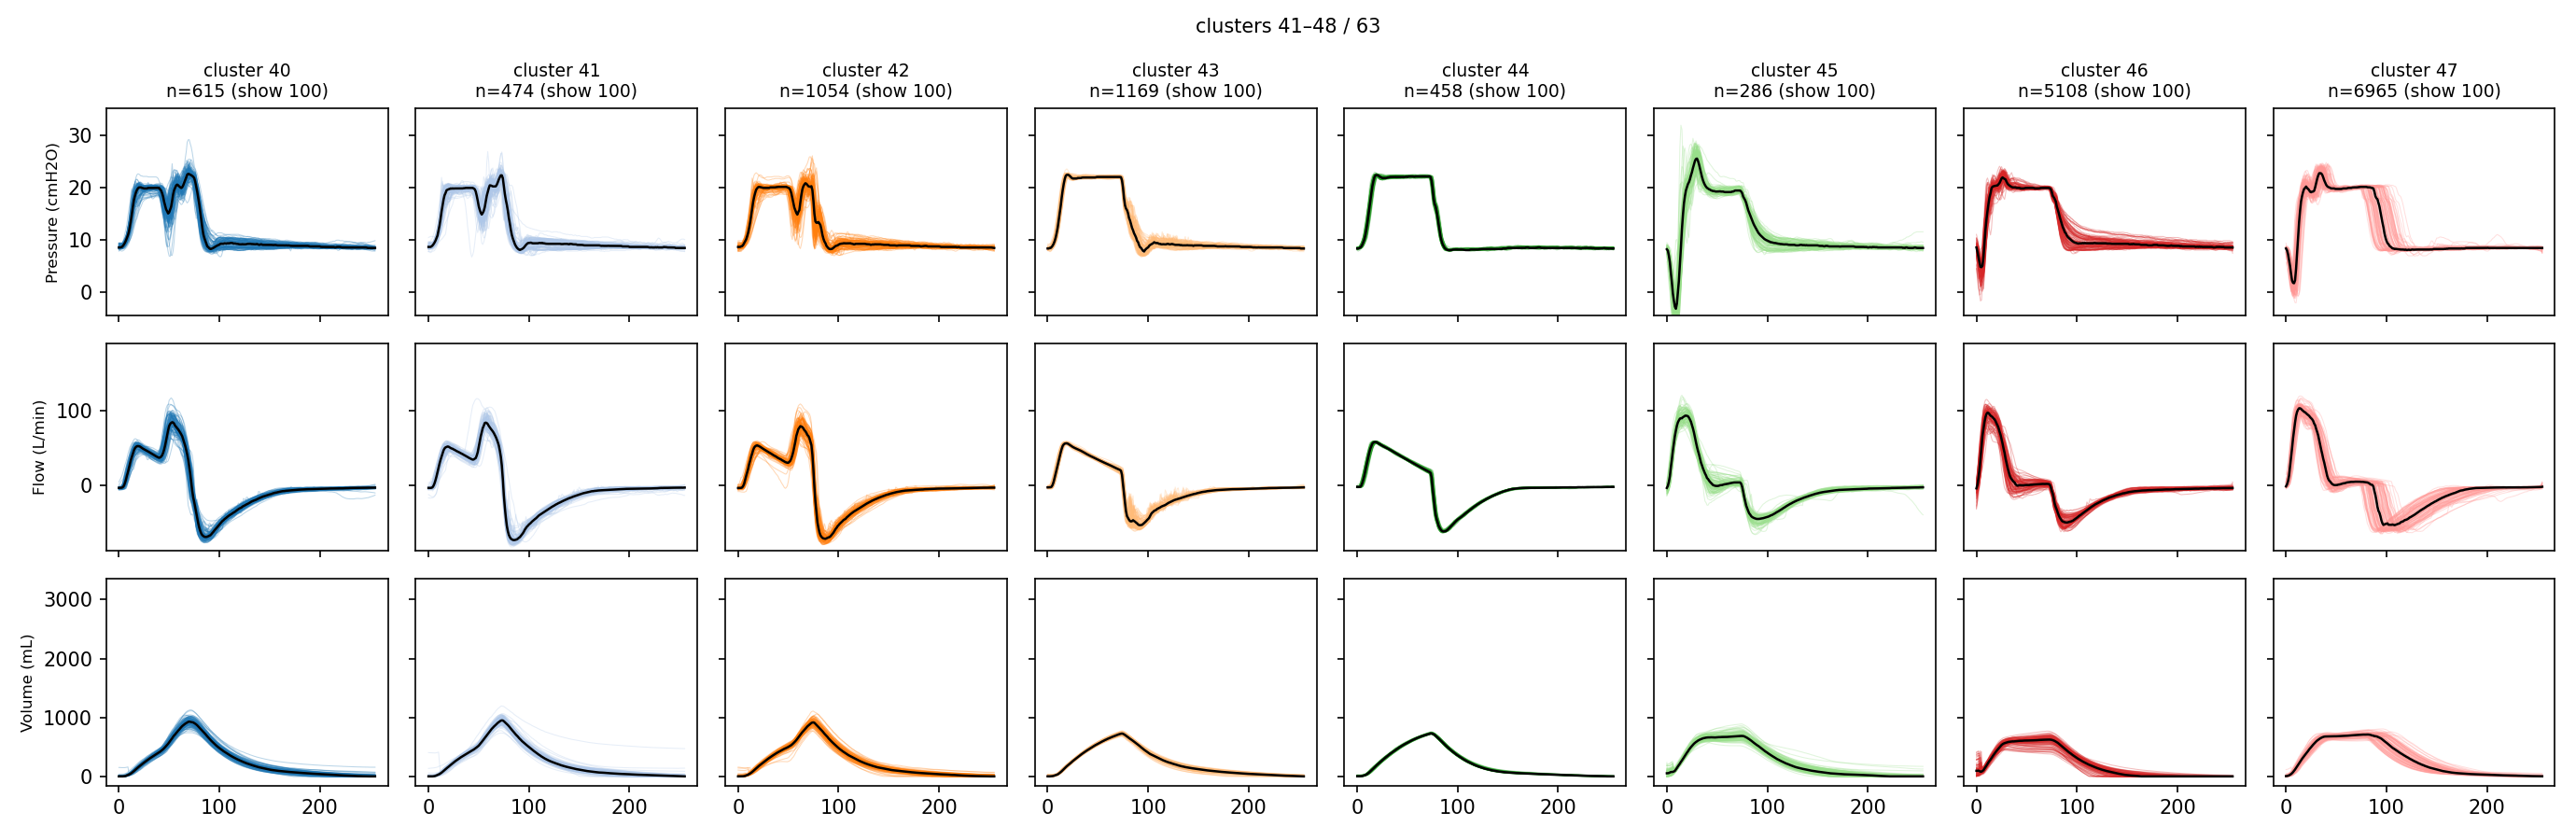 clusters 41–48 / 63
cluster 40
n=615 (show 100)
cluster 41
n=474 (show 100)
cluster 42
n=1054 (show 100)
cluster 43
n=1169 (show 100)
cluster 44
n=458 (show 100)
cluster 45
n=286 (show 100)
cluster 46
n=5108 (show 100)
cluster 47
n=6965 (show 100)
Pressure (cmH2O)
30
20
10
0
Flow (L/min)
100
0
Volume (mL)
3000
2000
1000
0
0 100 200
0 100 200
0 100 200
0 100 200
0 100 200
0 100 200
0 100 200
0 100 200